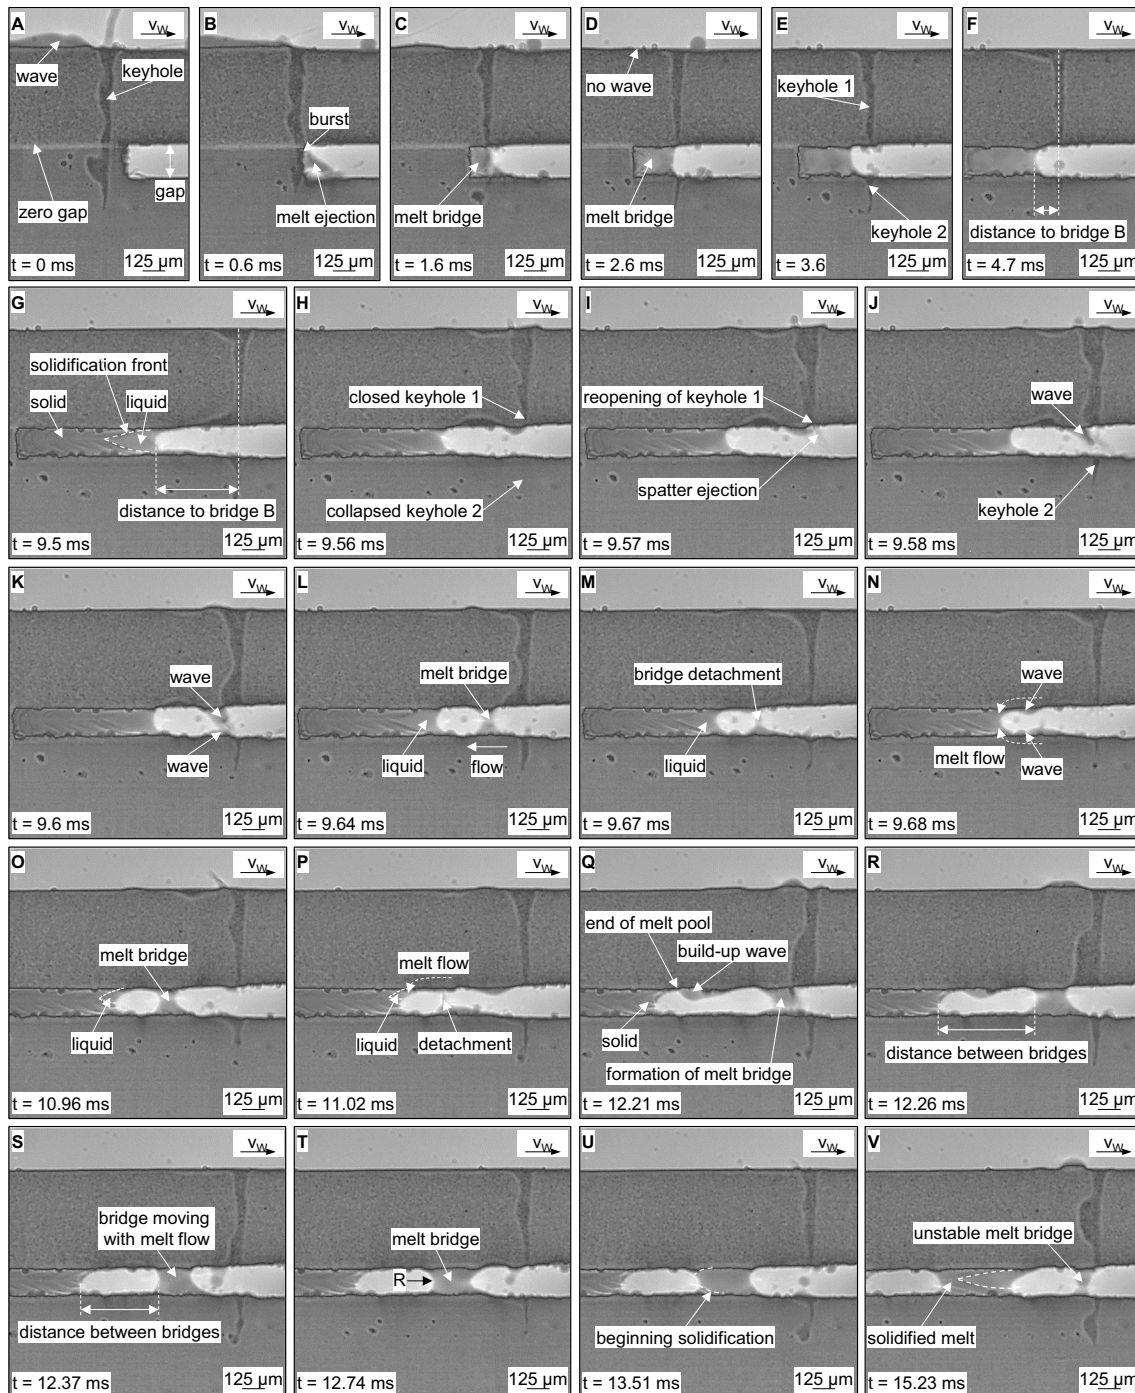 A
v_W
wave
keyhole
gap
zero gap
t = 0 ms
125 µm
B
v_W
burst
melt ejection
t = 0.6 ms
125 µm
C
v_W
melt bridge
t = 1.6 ms
125 µm
D
v_W
no wave
melt bridge
t = 2.6 ms
125 µm
E
v_W
keyhole 1
keyhole 2
t = 3.6
125 µm
F
v_W
distance to bridge B
t = 4.7 ms
125 µm
G
v_W
solidification front
solid
liquid
distance to bridge B
t = 9.5 ms
125 µm
H
v_W
closed keyhole 1
collapsed keyhole 2
t = 9.56 ms
125 µm
I
v_W
reopening of keyhole 1
spatter ejection
t = 9.57 ms
125 µm
J
v_W
wave
keyhole 2
t = 9.58 ms
125 µm
K
v_W
wave
wave
t = 9.6 ms
125 µm
L
v_W
melt bridge
liquid
flow
t = 9.64 ms
125 µm
M
v_W
bridge detachment
liquid
t = 9.67 ms
125 µm
N
v_W
wave
melt flow
wave
t = 9.68 ms
125 µm
O
v_W
melt bridge
liquid
t = 10.96 ms
125 µm
P
v_W
melt flow
liquid
detachment
t = 11.02 ms
125 µm
Q
v_W
end of melt pool
build-up wave
solid
formation of melt bridge
t = 12.21 ms
125 µm
R
v_W
distance between bridges
t = 12.26 ms
125 µm
S
v_W
bridge moving
with melt flow
distance between bridges
t = 12.37 ms
125 µm
T
v_W
melt bridge
R
t = 12.74 ms
125 µm
U
v_W
beginning solidification
t = 13.51 ms
125 µm
V
v_W
unstable melt bridge
solidified melt
t = 15.23 ms
125 µm